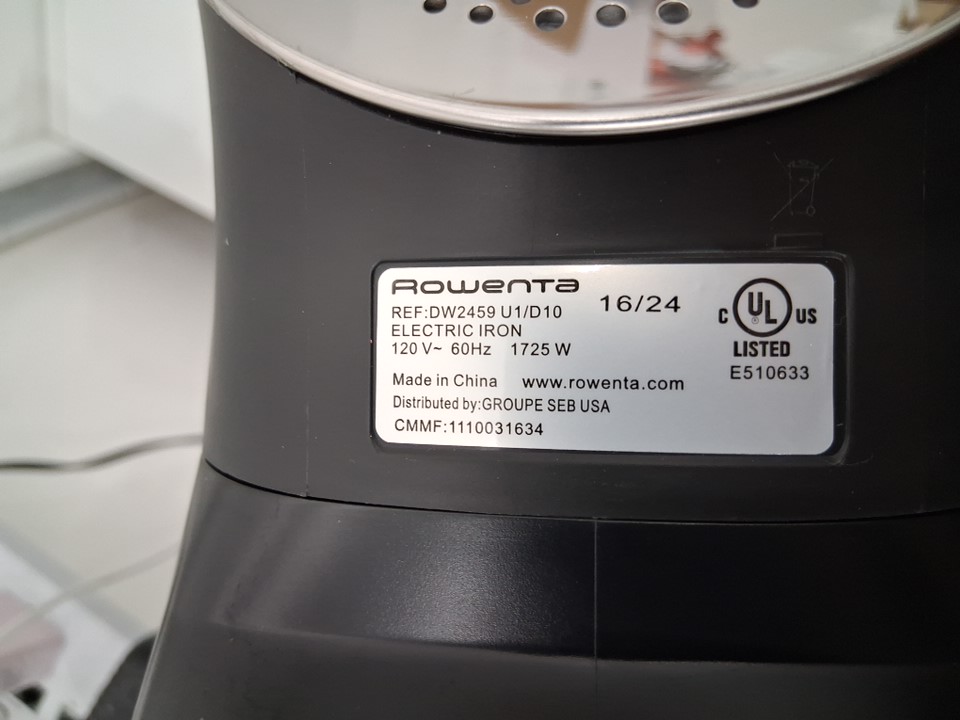 Rowenta 16/24
REF:DW2459 U1/D10
ELECTRIC IRON
120 V~ 60Hz 1725 W
Made in China www.rowenta.com
Distributed by:GROUPE SEB USA
CMMF:1110031634
C UL US
LISTED
E510633